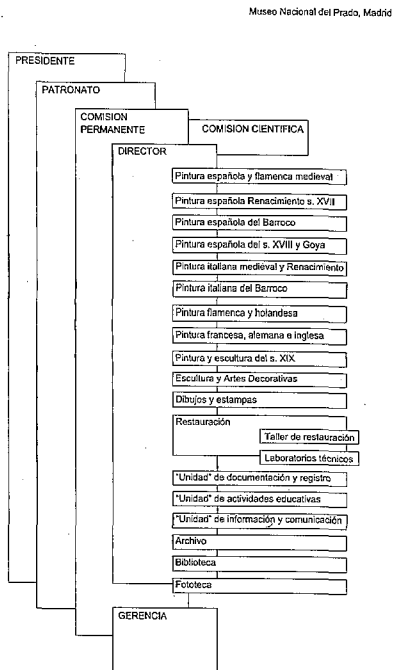 Museo Nacional del Prado, Madrid
PRESIDENTE
PATRONATO
COMISION
PERMANENTE
COMISION CIENTIFICA
DIRECTOR
Pintura española y flamenca medieval
Pintura española Renacimiento s. XVII
Pintura española del Barroco
Pintura española del s. XVIII y Goya
Pintura italiana medieval y Renacimiento
Pintura italiana del Barroco
Pintura flamenca y holandesa
Pintura francesa, alemana e inglesa
Pintura y escultura del s. XIX
Escultura y Artes Decorativas
Dibujos y estampas
Restauración
Taller de restauración
Laboratorios técnicos
"Unidad" de documentación y registro
"Unidad" de actividades educativas
"Unidad" de información y comunicación
Archivo
Biblioteca
Fototeca
GERENCIA